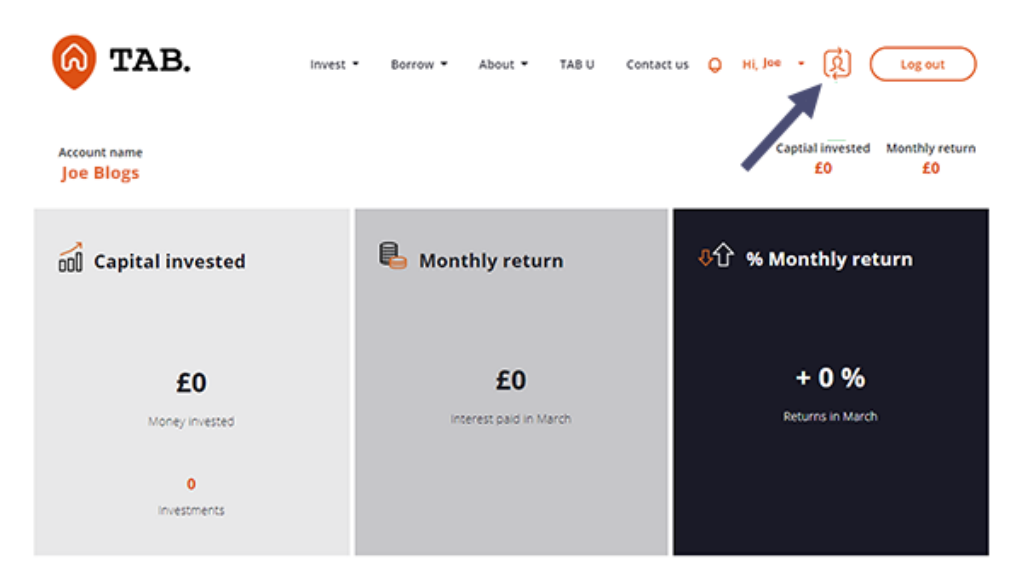 TAB.
Invest Borrow About TAB U Contact us Hi, Joe Log out
Account name
Joe Blogs
Captial invested Monthly return
£0 £0
Capital invested
£0
Money invested
0
Investments
Monthly return
£0
Interest paid in March
% Monthly return
+ 0 %
Returns in March